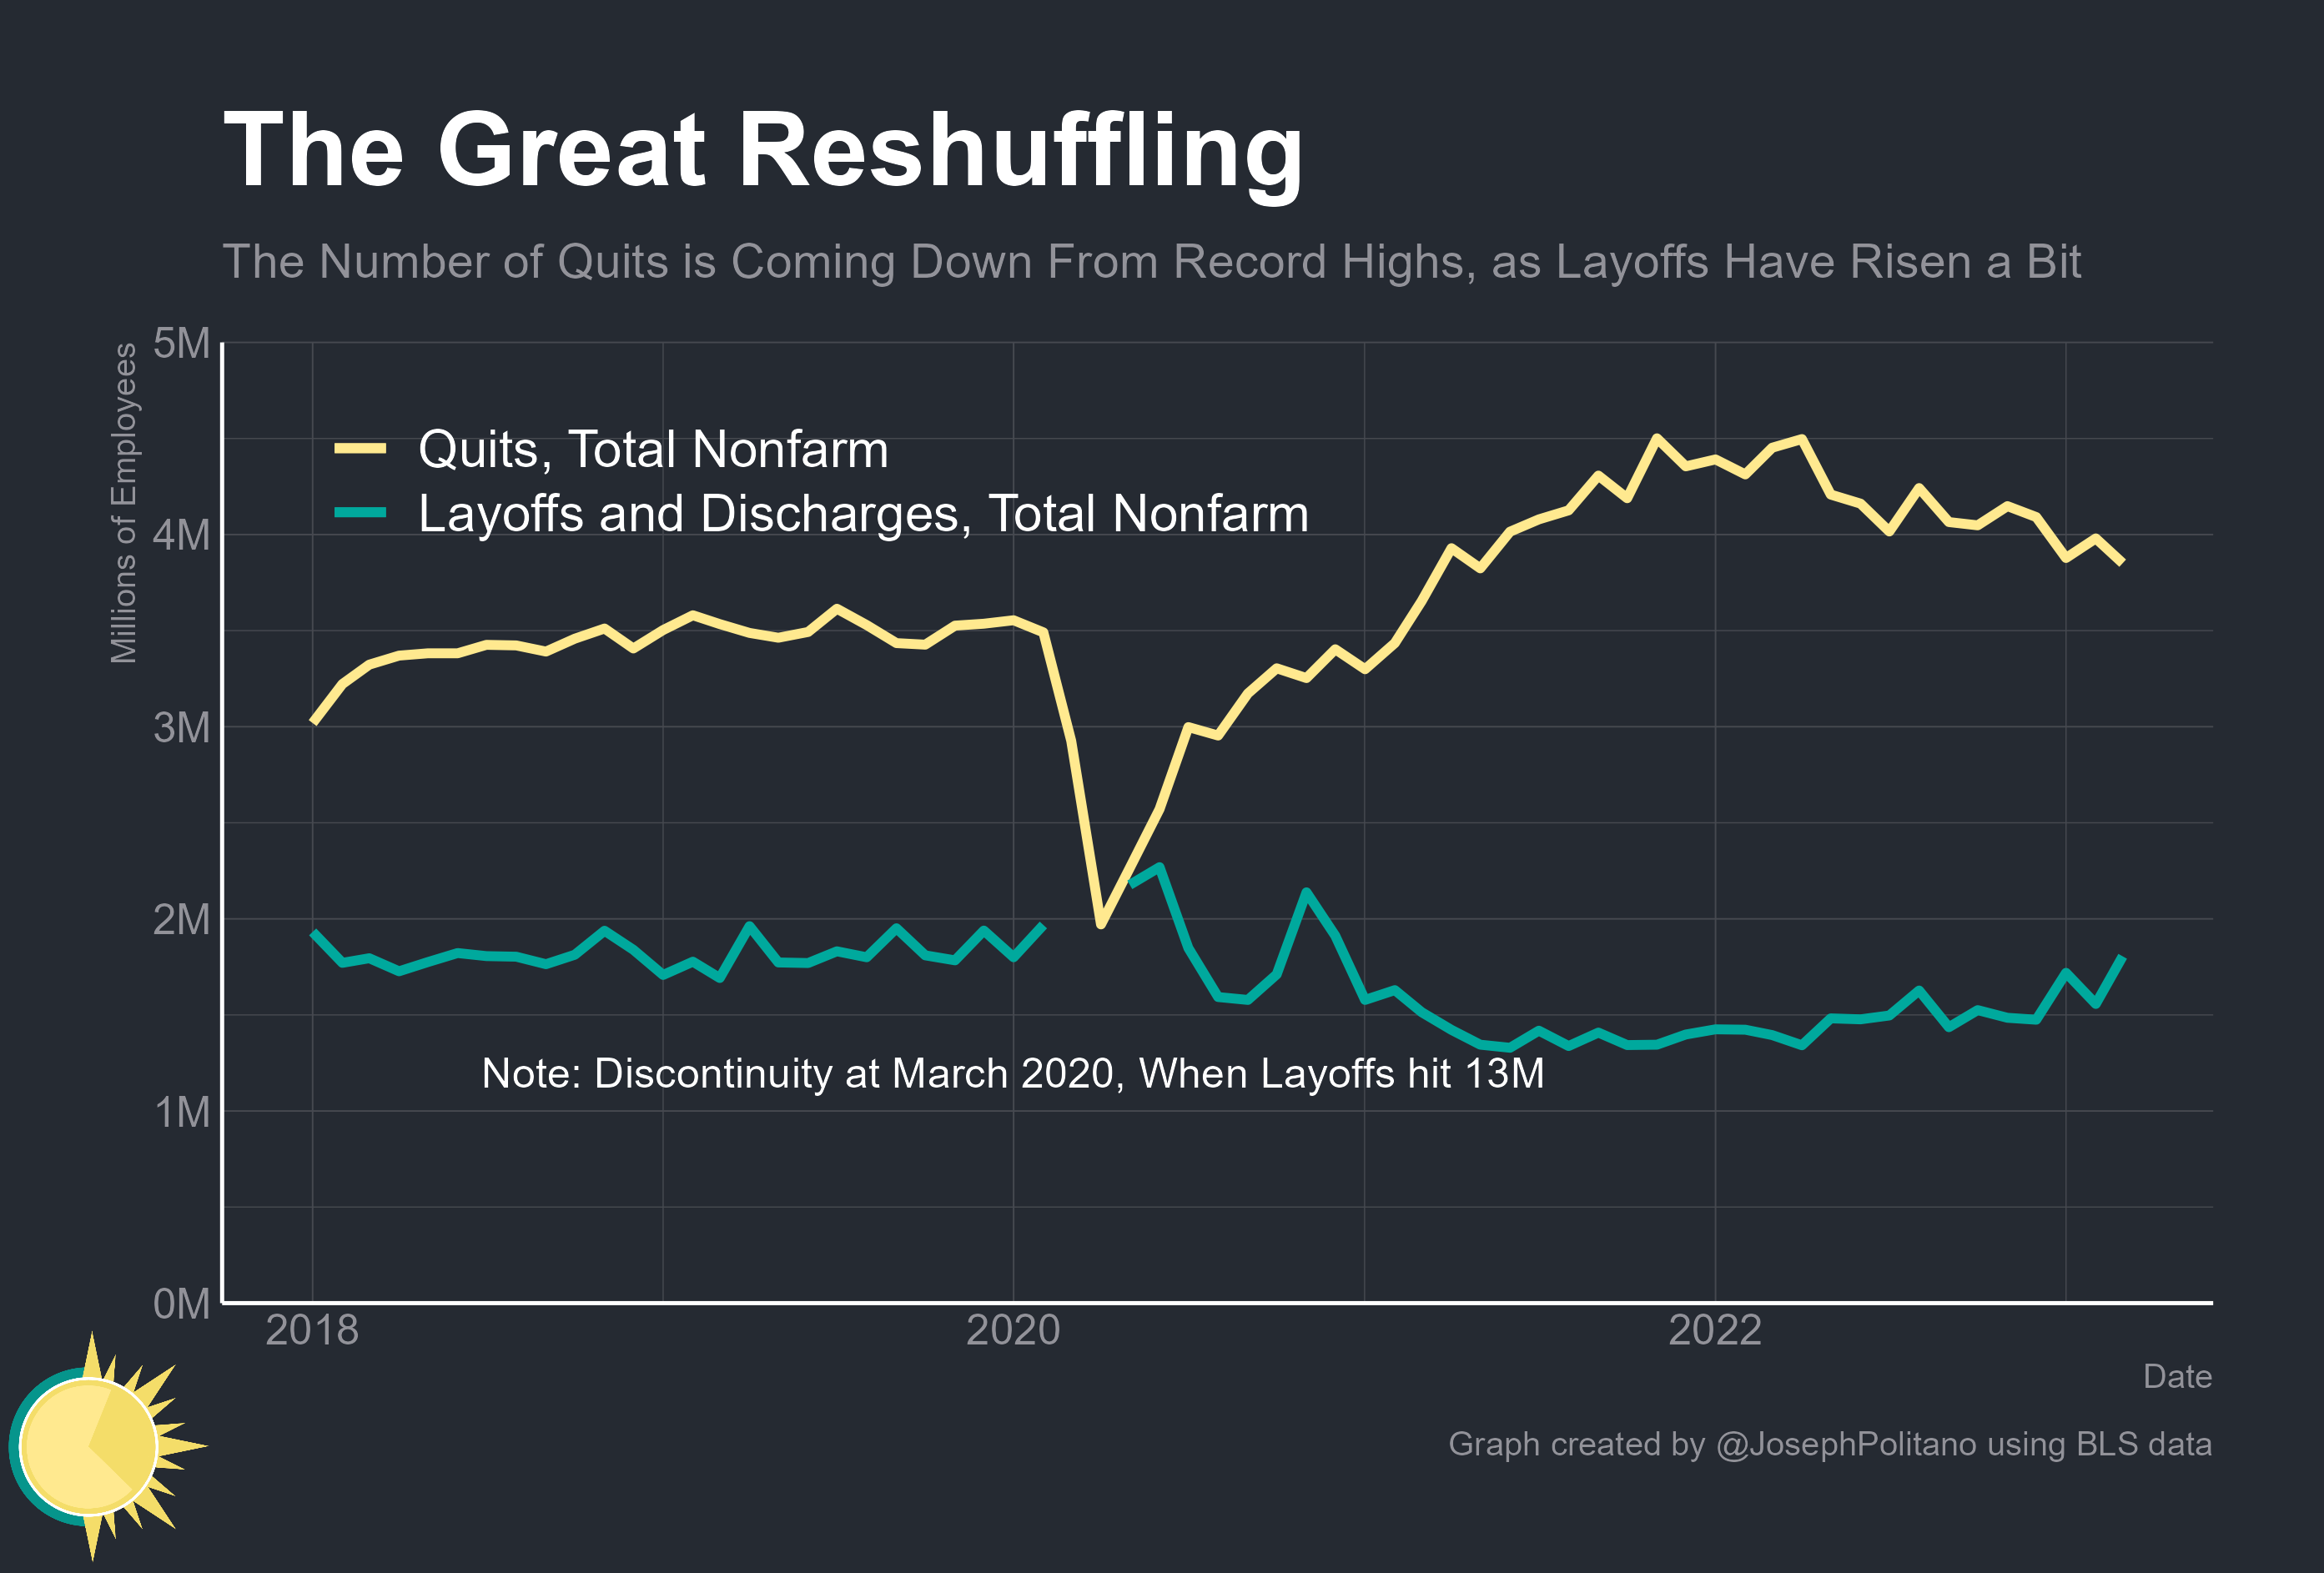 The Great Reshuffling
The Number of Quits is Coming Down From Record Highs, as Layoffs Have Risen a Bit
Millions of Employees
5M
4M
3M
2M
1M
0M
Quits, Total Nonfarm
Layoffs and Discharges, Total Nonfarm
Note: Discontinuity at March 2020, When Layoffs hit 13M
2018
2020
2022
Date
Graph created by @JosephPolitano using BLS data